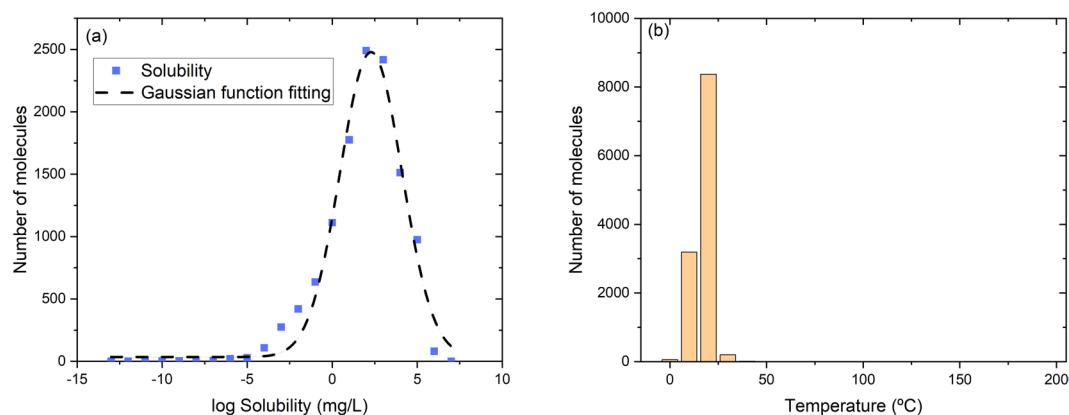 (a)
2500
2000
1500
1000
500
0
Number of molecules
Solubility
Gaussian function fitting
-15
-10
-5
0
5
10
log Solubility (mg/L)
(b)
10000
8000
6000
4000
2000
0
Number of molecules
0
50
100
150
200
Temperature (ºC)